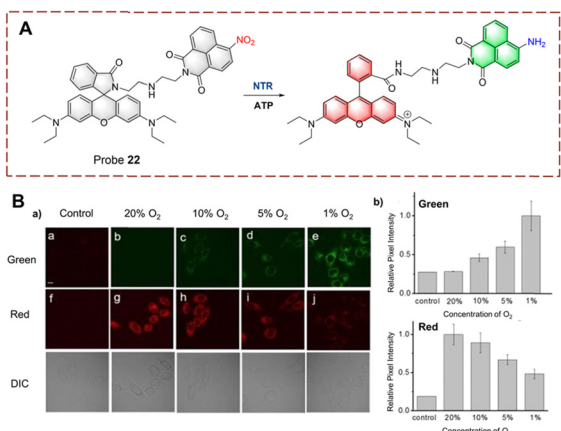 A
NO₂
O
O
N
O
N
N
H
O
N
O
N
Probe 22
NTR
ATP
NH₂
O
O
N
O
N
H
H
N
N
O
N
B
a)
Control
20% O₂
10% O₂
5% O₂
1% O₂
Green
a
b
c
d
e
Red
f
g
h
i
j
DIC
b)
Green
Relative Pixel Intensity
1.0
0.5
0.0
control
20%
10%
5%
1%
Concentration of O₂
Red
Relative Pixel Intensity
1.0
0.5
0.0
control
20%
10%
5%
1%